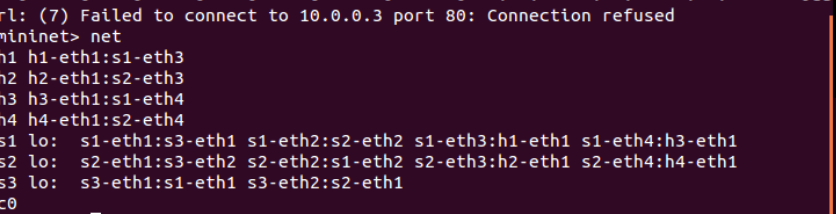 rl: (7) Failed to connect to 10.0.0.3 port 80: Connection refused
mininet> net
h1 h1-eth1:s1-eth3
h2 h2-eth1:s2-eth3
h3 h3-eth1:s1-eth4
h4 h4-eth1:s2-eth4
s1 lo:  s1-eth1:s3-eth1 s1-eth2:s2-eth2 s1-eth3:h1-eth1 s1-eth4:h3-eth1
s2 lo:  s2-eth1:s3-eth2 s2-eth2:s1-eth2 s2-eth3:h2-eth1 s2-eth4:h4-eth1
s3 lo:  s3-eth1:s1-eth1 s3-eth2:s2-eth1
c0